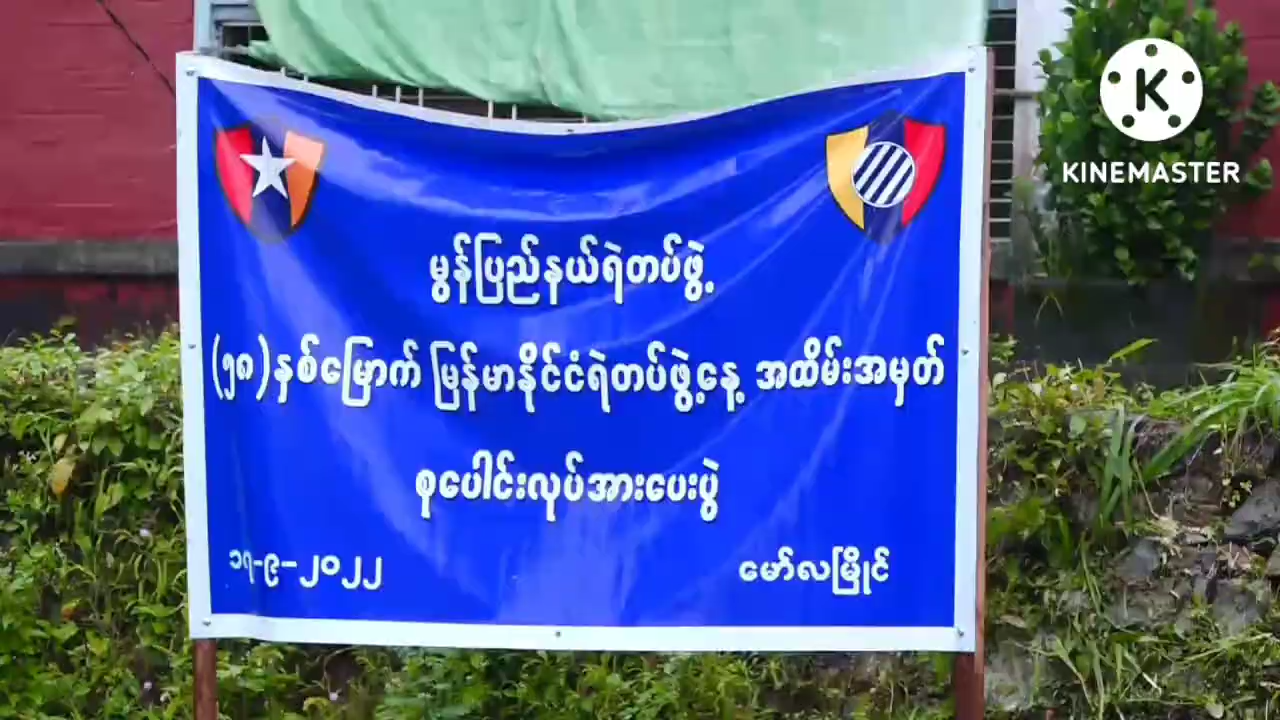 K
KINEMASTER
မွန်ပြည်နယ်ရဲတပ်ဖွဲ့
(၅၈)နှစ်မြောက် မြန်မာနိုင်ငံရဲတပ်ဖွဲ့နေ့ အထိမ်းအမှတ်
စုပေါင်းလုပ်အားပေးပွဲ
၁၇-၉-၂၀၂၂
မော်လမြိုင်